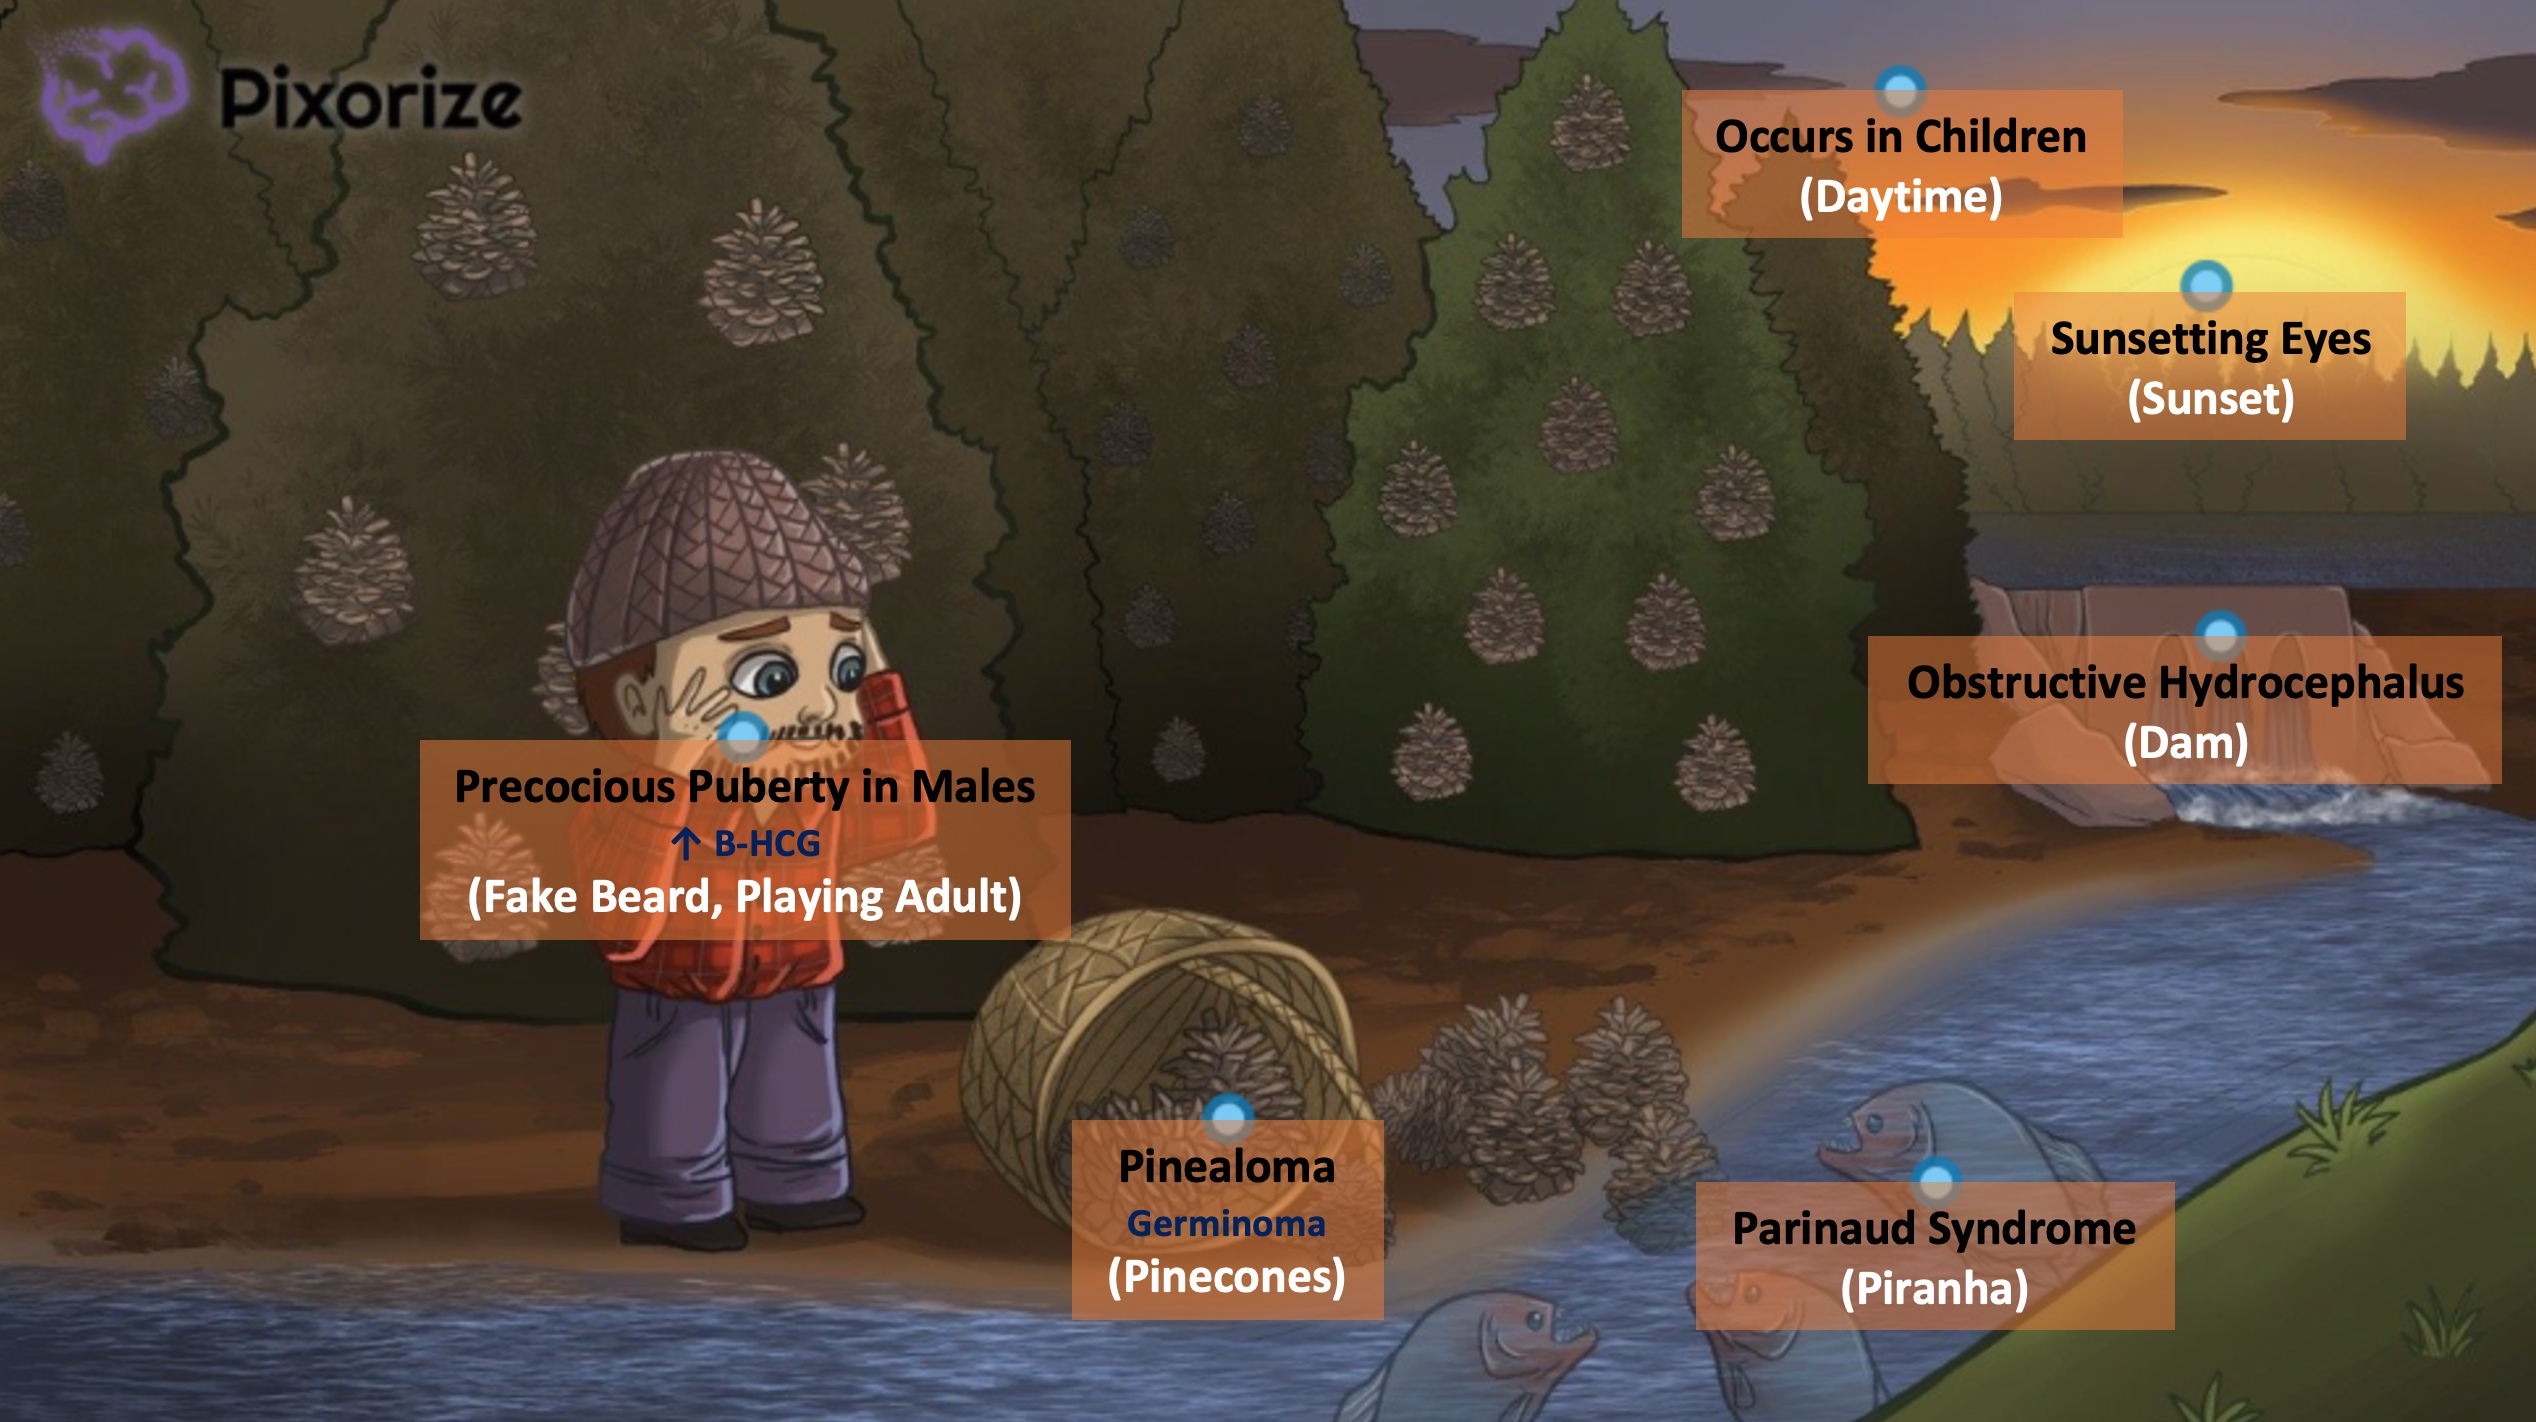 Pixorize
Occurs in Children
(Daytime)
Sunsetting Eyes
(Sunset)
Obstructive Hydrocephalus
(Dam)
Precocious Puberty in Males
↑ B-HCG
(Fake Beard, Playing Adult)
Pinealoma
Germinoma
(Pinecones)
Parinaud Syndrome
(Piranha)